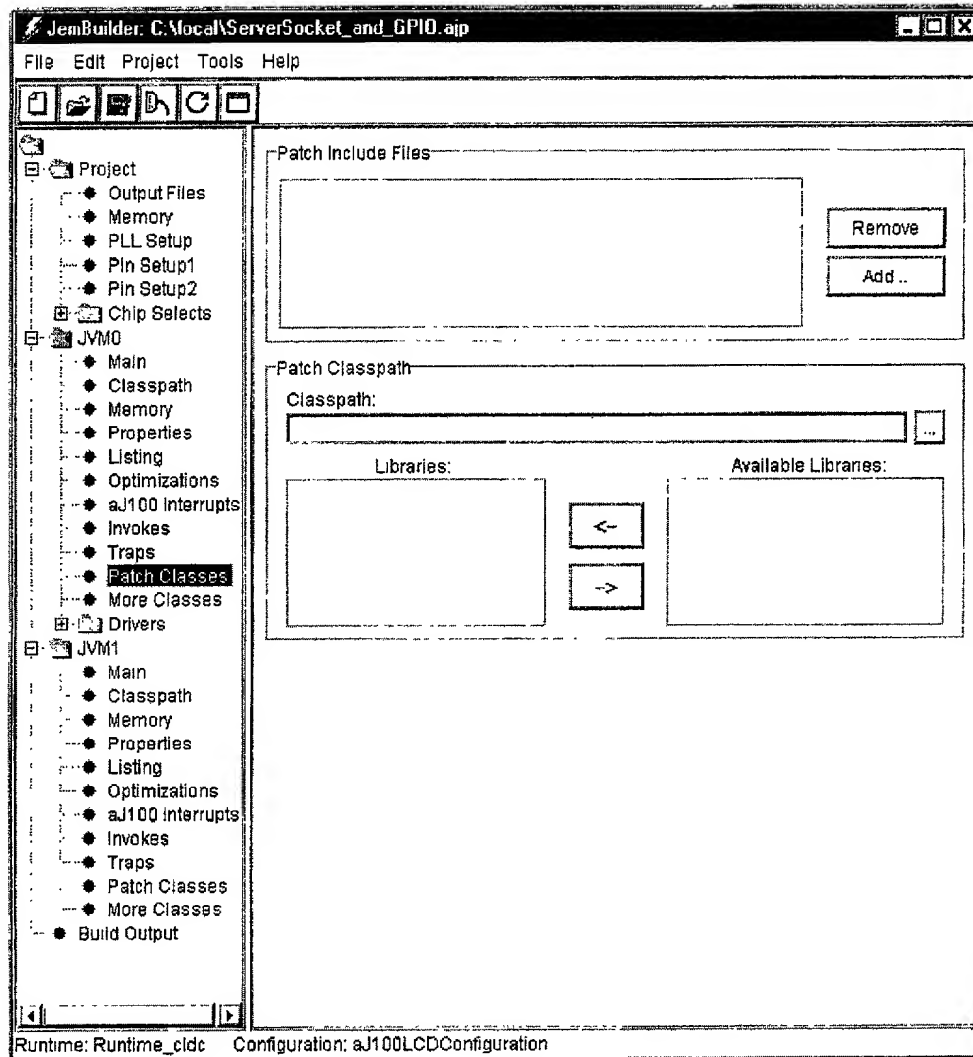 JemBuilder: C:\local\ServerSocket_and_GPIO.ajp
File Edit Project Tools Help
Project
Output Files
Memory
PLL Setup
Pin Setup1
Pin Setup2
Chip Selects
JVM0
Main
Classpath
Memory
Properties
Listing
Optimizations
aJ100 Interrupts
Invokes
Traps
Patch Classes
More Classes
Drivers
JVM1
Main
Classpath
Memory
Properties
Listing
Optimizations
aJ100 Interrupts
Invokes
Traps
Patch Classes
More Classes
Build Output
Patch Include Files
Remove
Add ..
Patch Classpath
Classpath:
...
Libraries: Available Libraries:
<-
->
Runtime: Runtime_cldc Configuration: aJ100LCDConfiguration